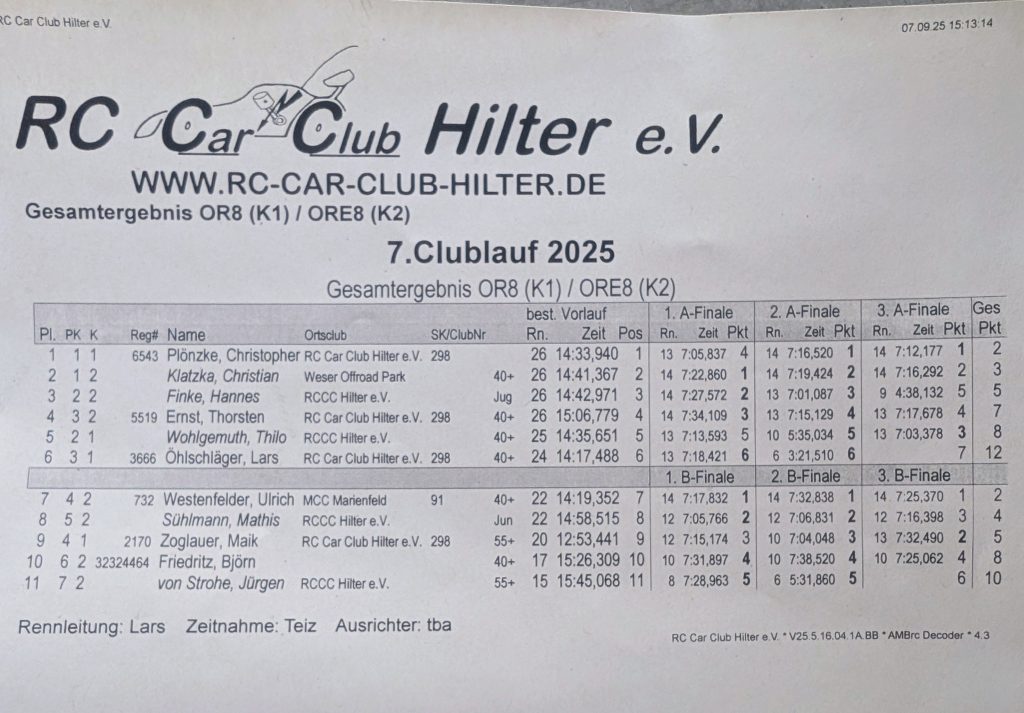 RC Car Club Hilter e.V.
07.09.25 15:13:14
RC Car Club Hilter e.V.
WWW.RC-CAR-CLUB-HILTER.DE
Gesamtergebnis OR8 (K1) / ORE8 (K2)
7.Clublauf 2025
Gesamtergebnis OR8 (K1) / ORE8 (K2)
best. Vorlauf 1. A-Finale 2. A-Finale 3. A-Finale Ges
Pl. PK K Reg# Name Ortsclub SK/ClubNr Rn. Zeit Pos Rn. Zeit Pkt Rn. Zeit Pkt Rn. Zeit Pkt Pkt
1 1 1 6543 Plönzke, Christopher RC Car Club Hilter e.V. 298 26 14:33,940 1 13 7:05,837 4 14 7:16,520 1 14 7:12,177 1 2
2 1 2 Klatzka, Christian Weser Offroad Park 40+ 26 14:41,367 2 14 7:22,860 1 14 7:19,424 2 14 7:16,292 2 3
3 2 2 Finke, Hannes RCCC Hilter e.V. Jug 26 14:42,971 3 14 7:27,572 2 13 7:01,087 3 9 4:38,132 5 5
4 3 2 5519 Ernst, Thorsten RC Car Club Hilter e.V. 298 40+ 26 15:06,779 4 14 7:34,109 3 13 7:15,129 4 13 7:17,678 4 7
5 2 1 Wohlgemuth, Thilo RCCC Hilter e.V. 40+ 25 14:35,651 5 13 7:13,593 5 10 5:35,034 5 13 7:03,378 3 8
6 3 1 3666 Öhlschläger, Lars RC Car Club Hilter e.V. 298 40+ 24 14:17,488 6 13 7:18,421 6 6 3:21,510 6 7 12
1. B-Finale 2. B-Finale 3. B-Finale
7 4 2 732 Westenfelder, Ulrich MCC Marienfeld 91 40+ 22 14:19,352 7 14 7:17,832 1 14 7:32,838 1 14 7:25,370 1 2
8 5 2 Sühlmann, Mathis RCCC Hilter e.V. Jun 22 14:58,515 8 12 7:05,766 2 12 7:06,831 2 12 7:16,398 3 4
9 4 1 2170 Zoglauer, Maik RC Car Club Hilter e.V. 298 55+ 20 12:53,441 9 12 7:15,174 3 10 7:04,048 3 13 7:32,490 2 5
10 6 2 32324464 Friedritz, Björn 40+ 17 15:26,309 10 10 7:31,897 4 10 7:38,520 4 10 7:25,062 4 8
11 7 2 von Strohe, Jürgen RCCC Hilter e.V. 55+ 15 15:45,068 11 8 7:28,963 5 6 5:31,860 5 6 10
Rennleitung: Lars Zeitnahme: Teiz Ausrichter: tba
RC Car Club Hilter e.V. * V25.5.16.04.1A.BB * AMBrc Decoder * 4.3